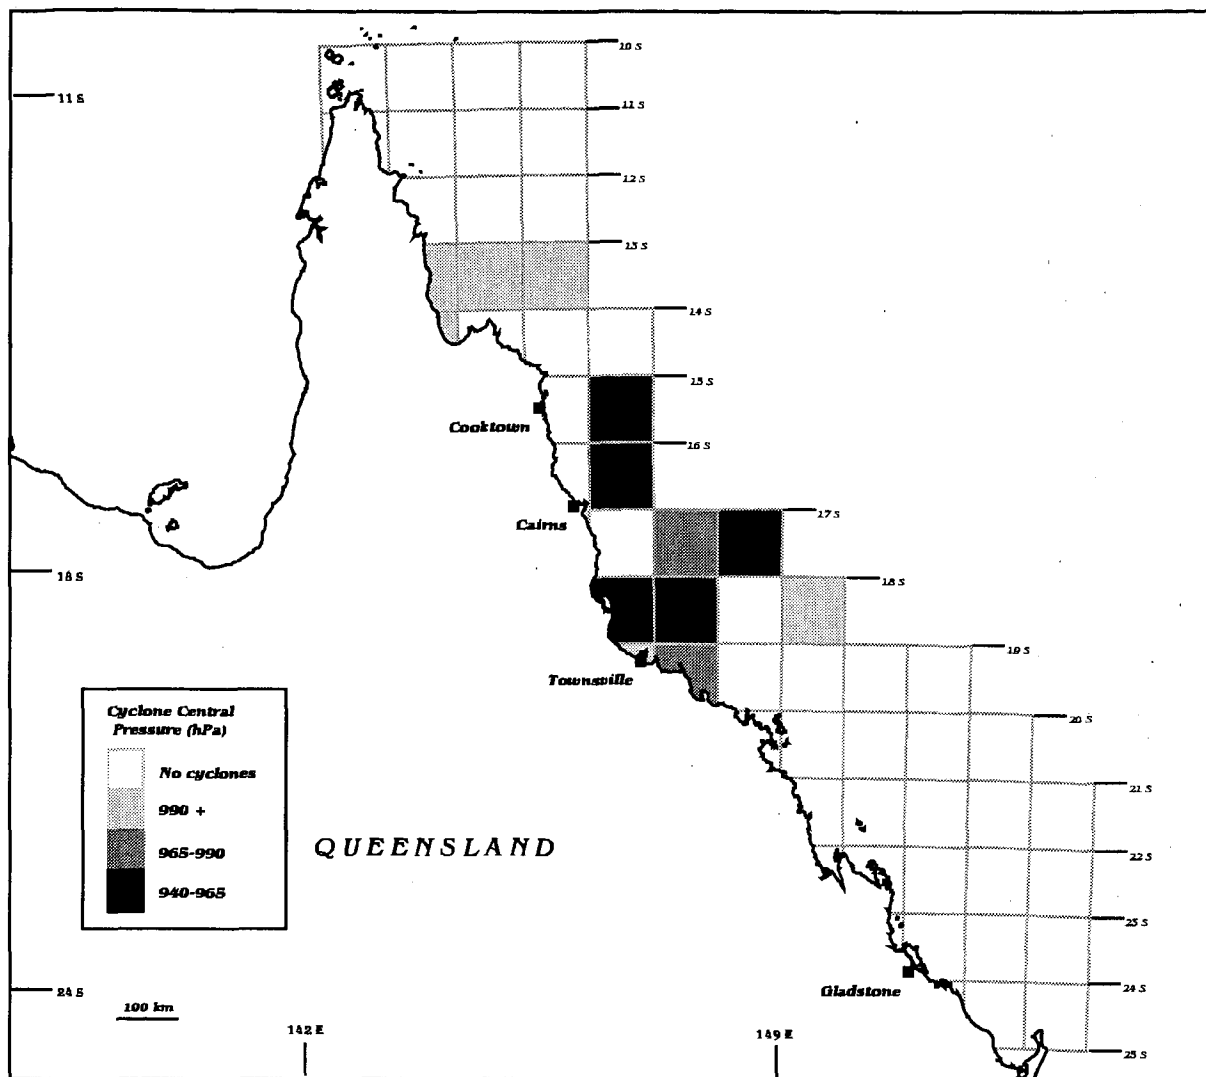 10 S
11 S
11 S
12 S
13 S
14 S
15 S
Cooktown
16 S
Cairns
17 S
18 S
18 S
19 S
Townsville
20 S
Cyclone Central
Pressure (hPa)
No cyclones
990 +
965-990
940-965
QUEENSLAND
21 S
22 S
23 S
Gladstone
24 S
24 S
100 km
142 E
149 E
25 S